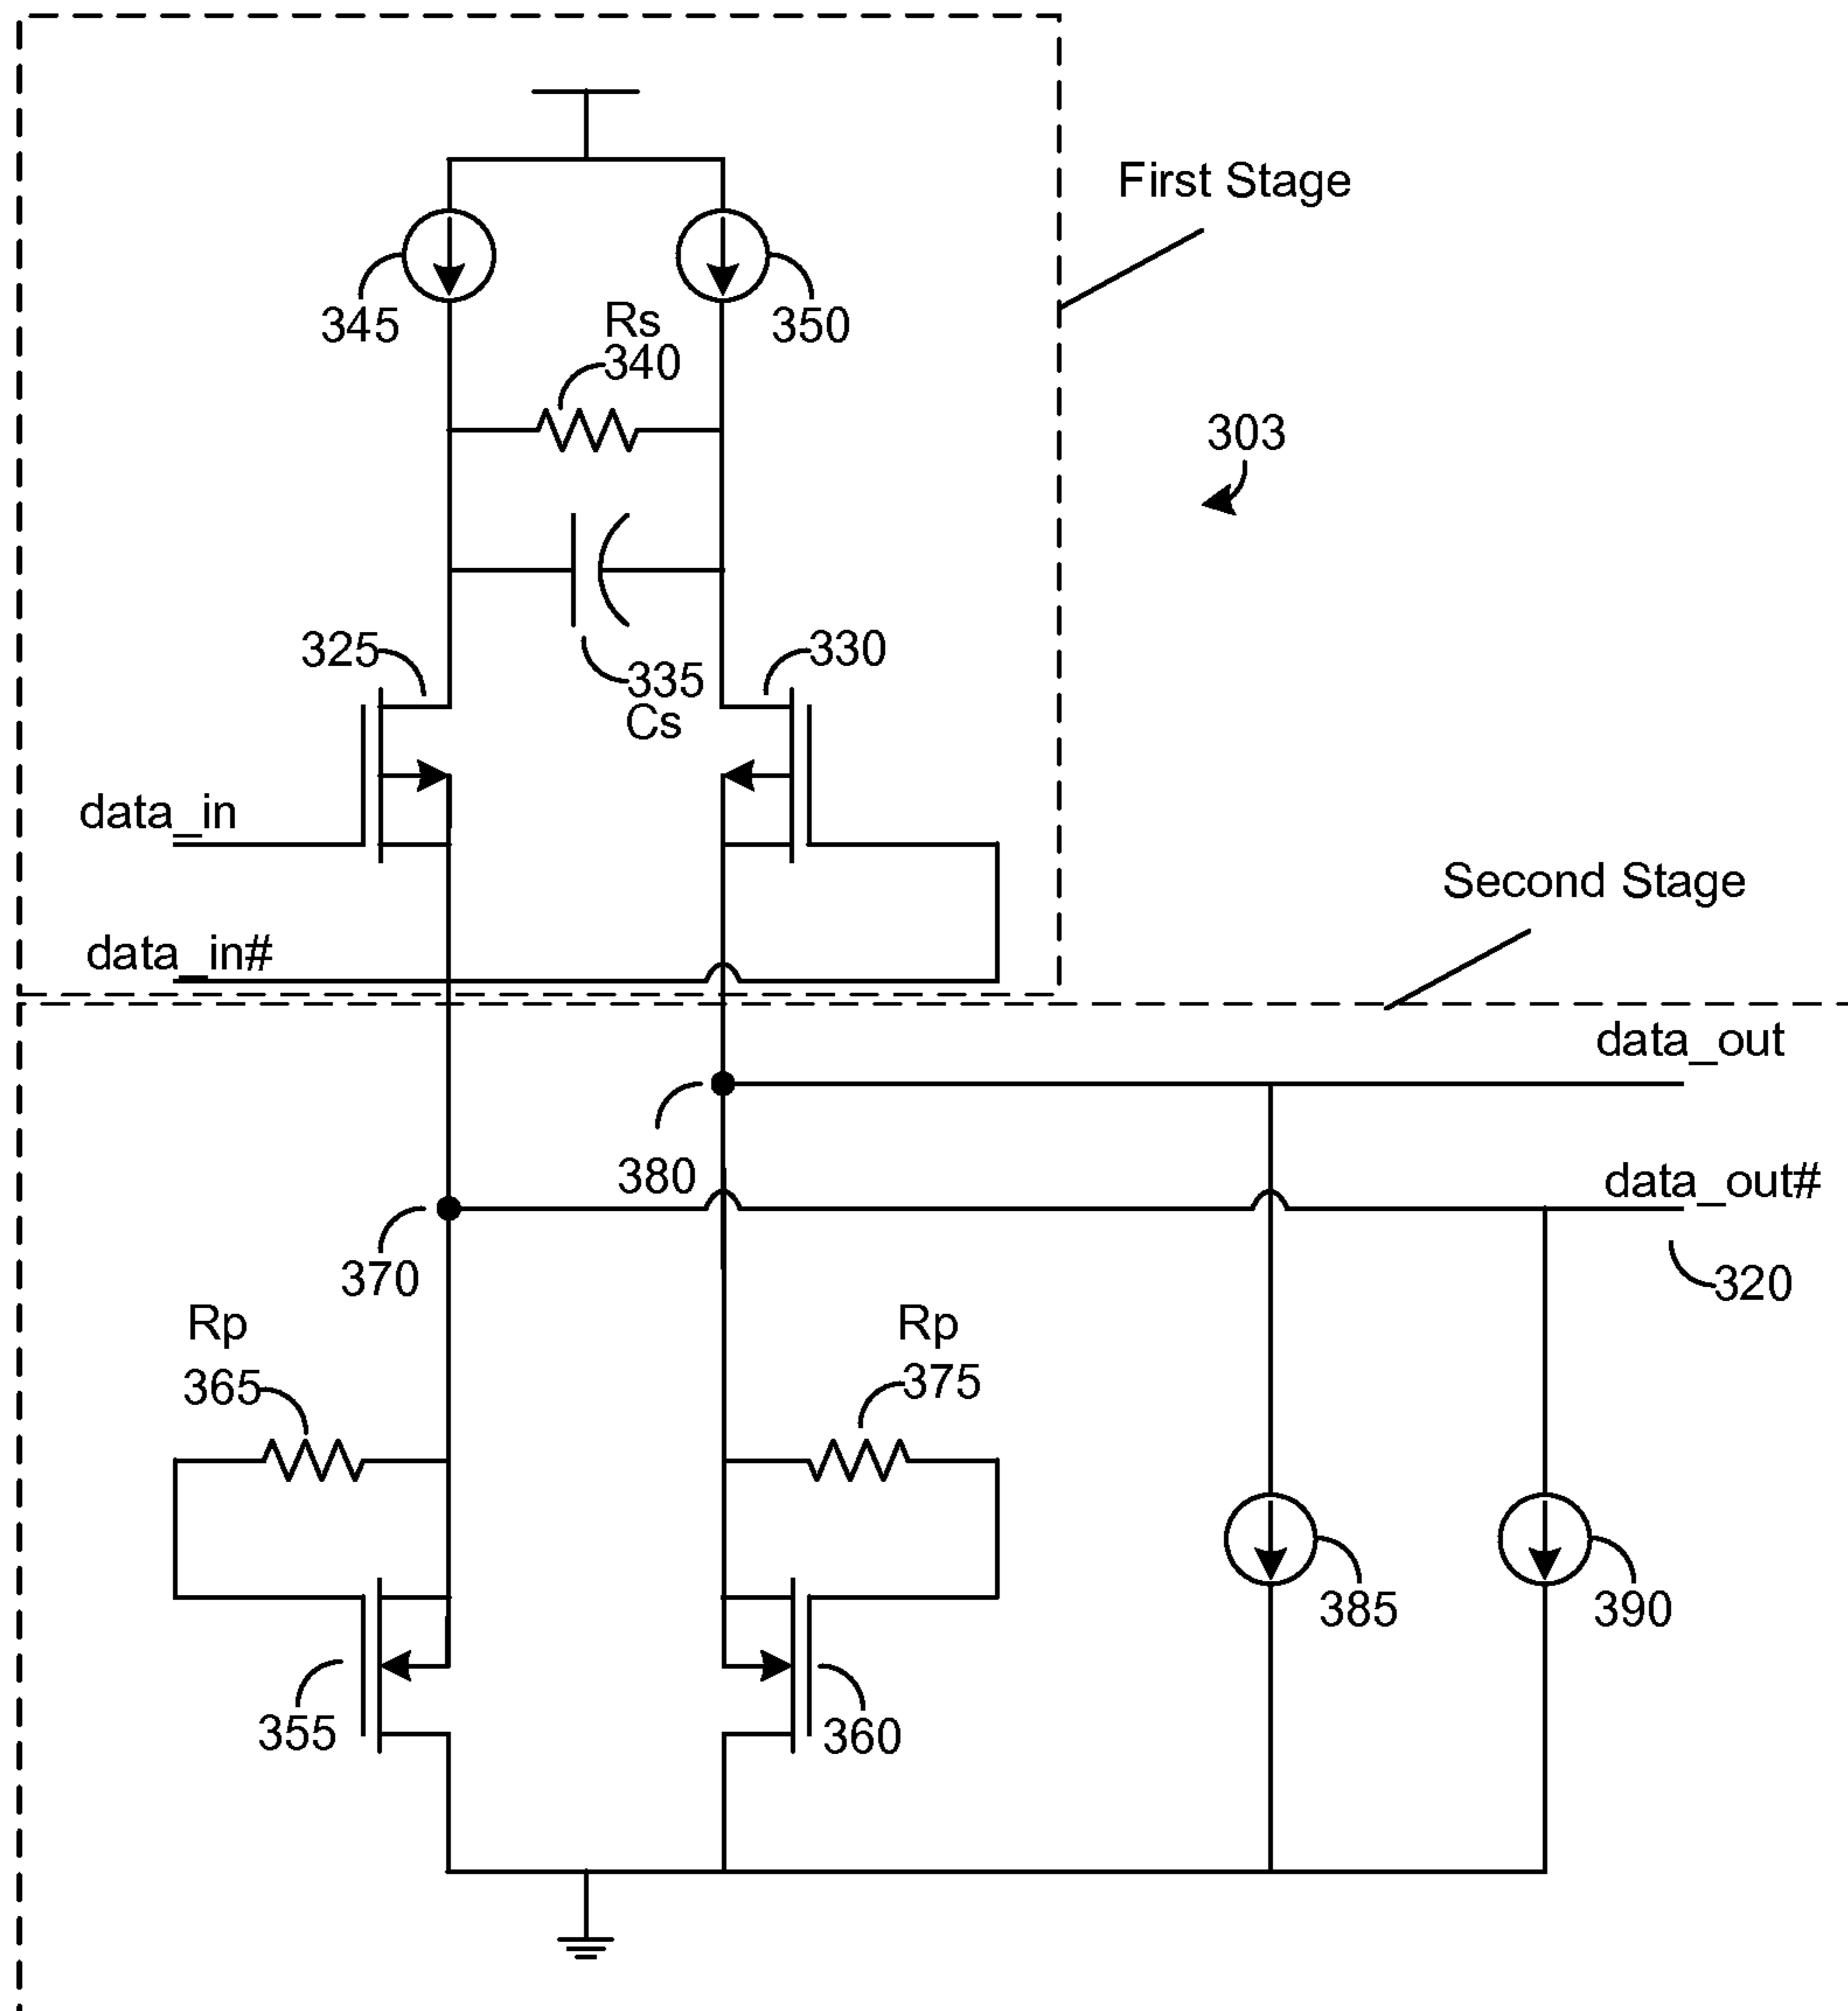 First Stage
345
Rs
340
350
303
325
330
335
Cs
data_in
data_in#
Second Stage
data_out
380
data_out#
370
320
Rp
365
Rp
375
385
390
355
360